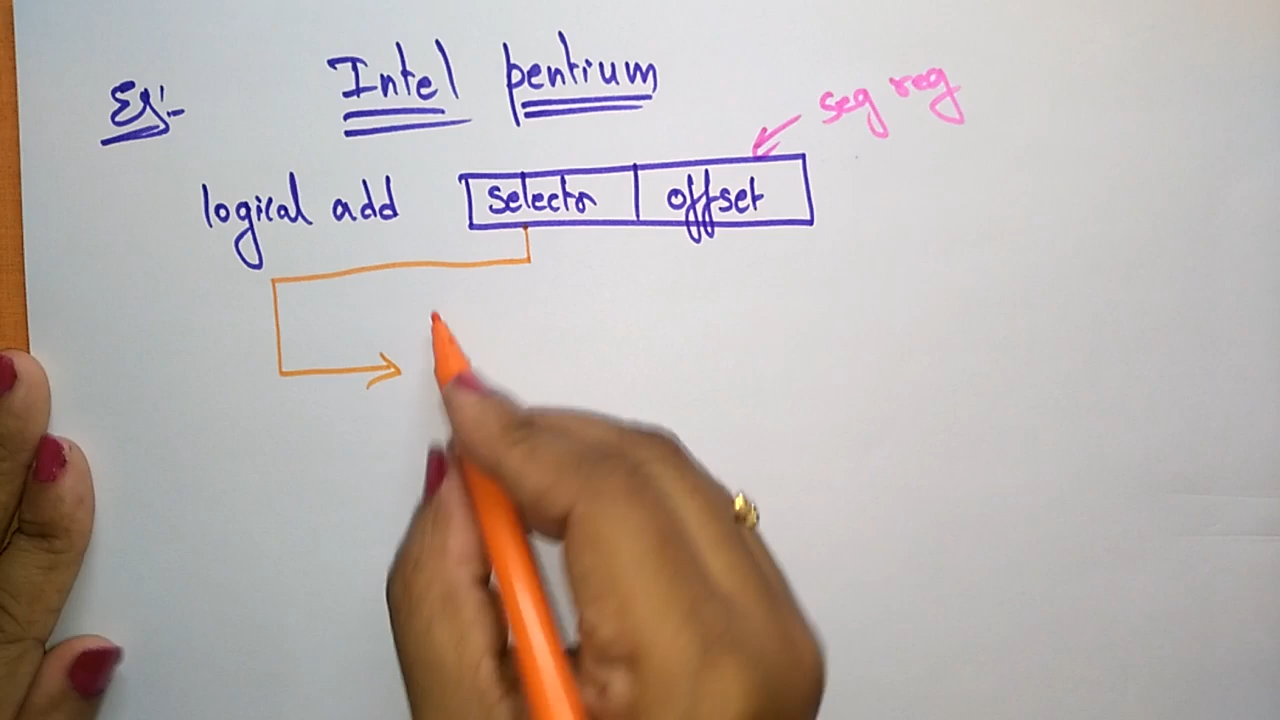 Eg:- Intel pentium
seg reg
logical add selector offset